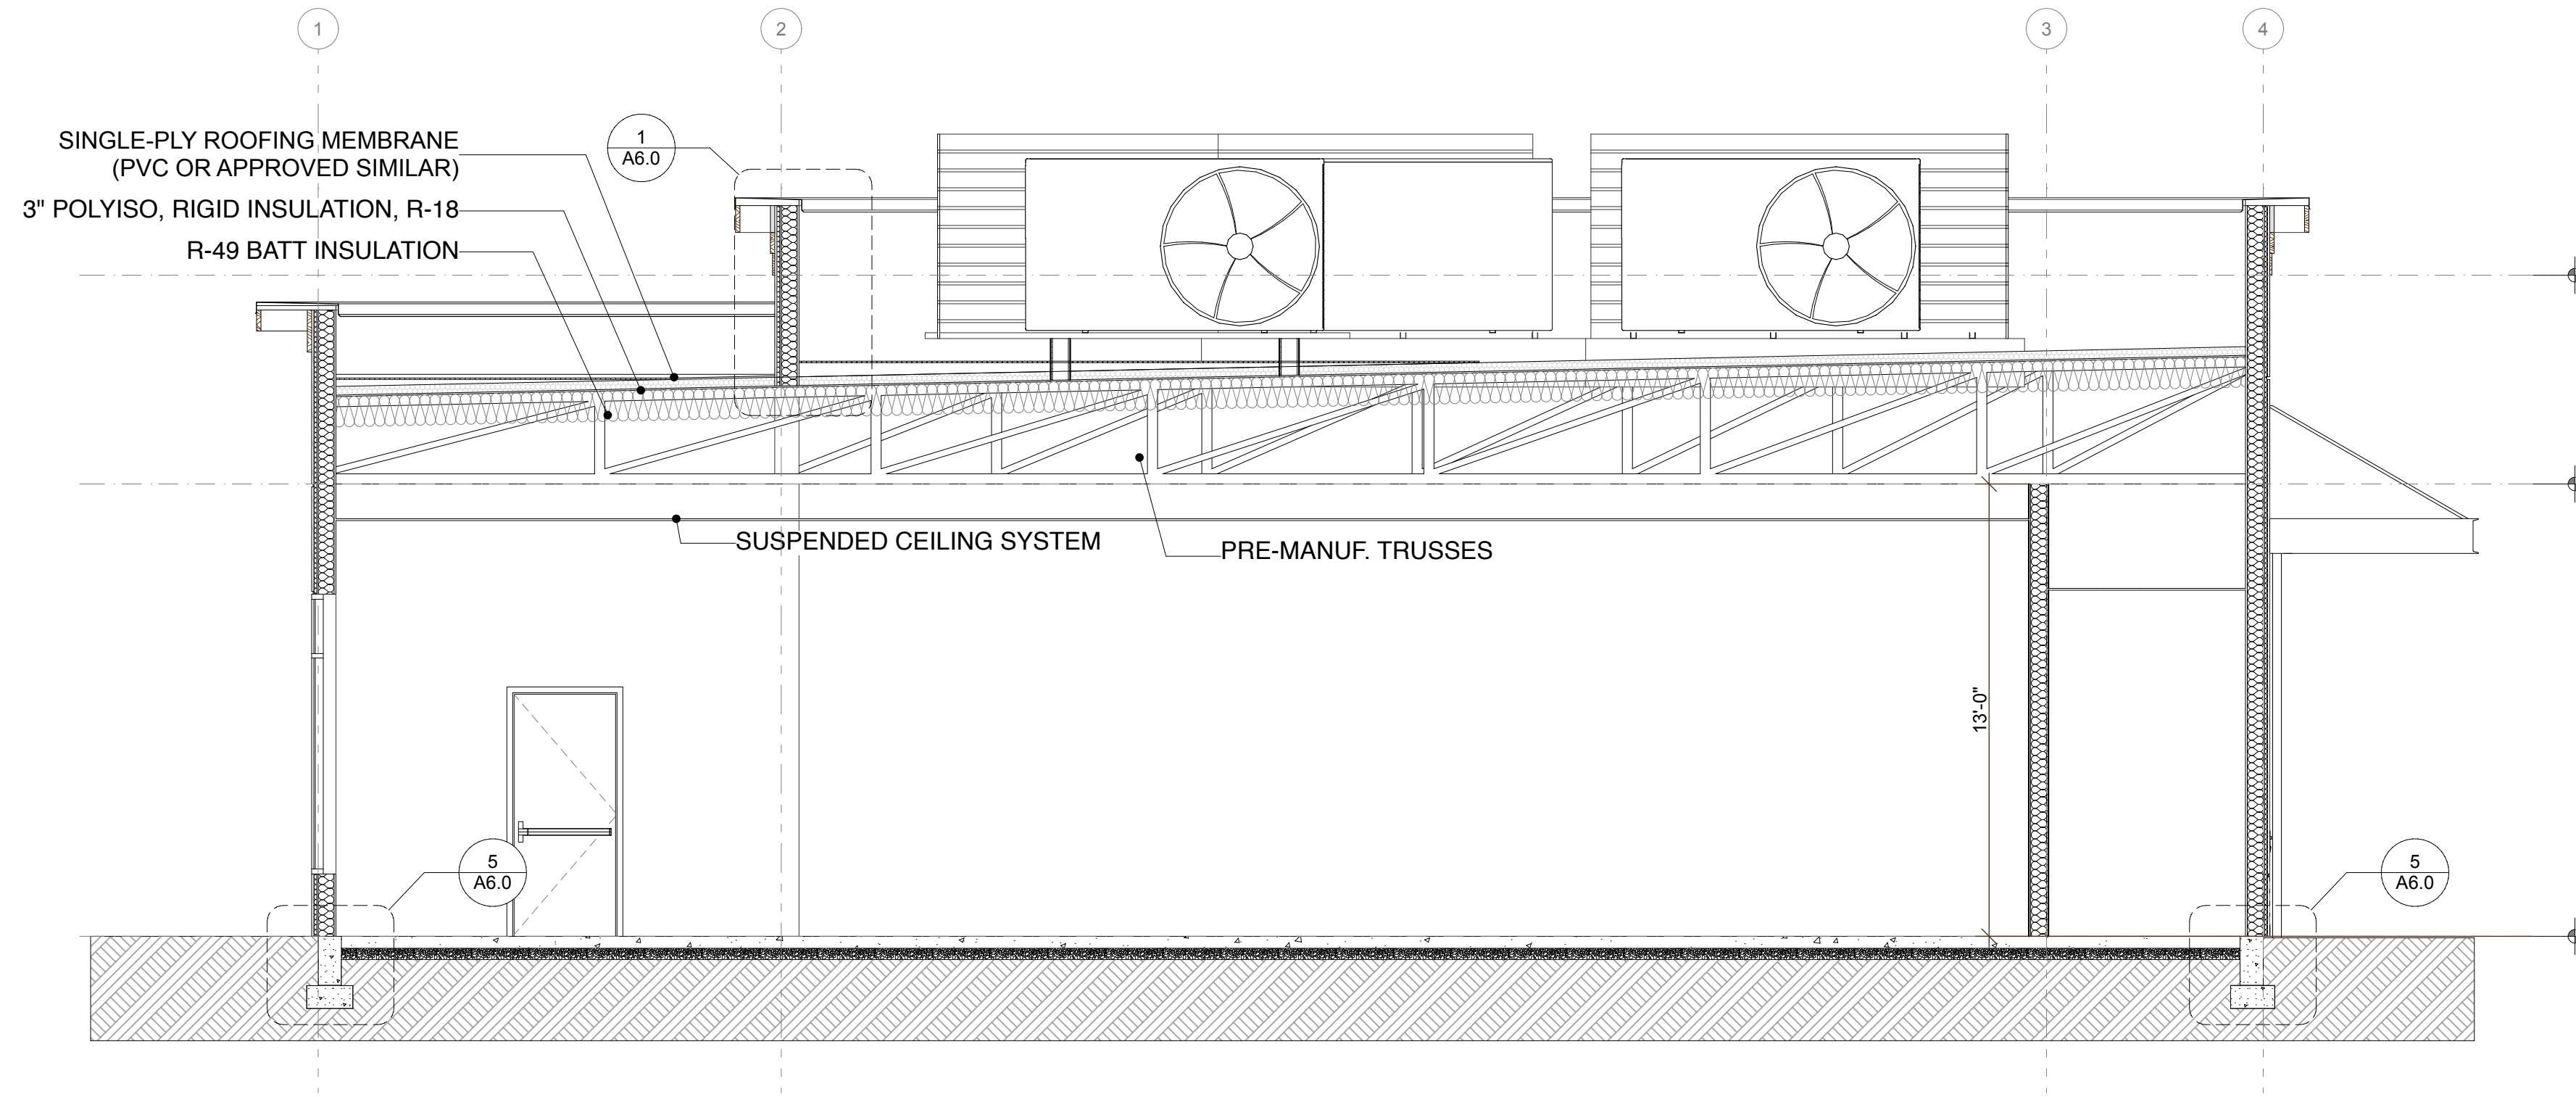 1
2
3
4
SINGLE-PLY ROOFING MEMBRANE
(PVC OR APPROVED SIMILAR)
3" POLYISO, RIGID INSULATION, R-18
R-49 BATT INSULATION
1
A6.0
SUSPENDED CEILING SYSTEM
PRE-MANUF. TRUSSES
13'-0"
5
A6.0
5
A6.0